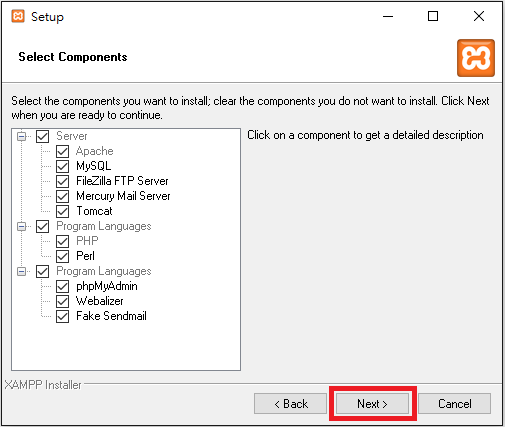 Setup
Select Components
Select the components you want to install; clear the components you do not want to install. Click Next
when you are ready to continue.
Server
Apache
MySQL
FileZilla FTP Server
Mercury Mail Server
Tomcat
Program Languages
PHP
Perl
Program Languages
phpMyAdmin
Webalizer
Fake Sendmail
Click on a component to get a detailed description
XAMPP Installer
< Back
Next >
Cancel